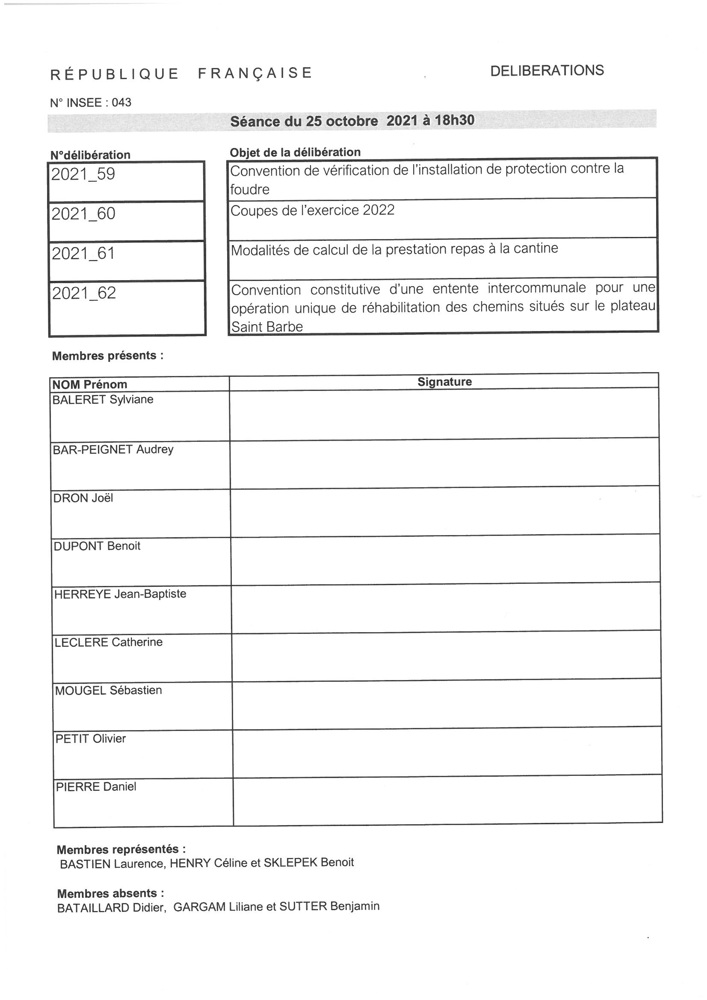 RÉPUBLIQUE FRANÇAISE
DELIBERATIONS
N° INSEE : 043
Séance du 25 octobre 2021 à 18h30
N°délibération
Objet de la délibération
2021_59
Convention de vérification de l'installation de protection contre la
foudre
2021_60
Coupes de l'exercice 2022
2021_61
Modalités de calcul de la prestation repas à la cantine
2021_62
Convention constitutive d'une entente intercommunale pour une
opération unique de réhabilitation des chemins situés sur le plateau
Saint Barbe
Membres présents :
NOM Prénom
Signature
BALERET Sylviane
BAR-PEIGNET Audrey
DRON Joël
DUPONT Benoit
HERREYE Jean-Baptiste
LECLERE Catherine
MOUGEL Sébastien
PETIT Olivier
PIERRE Daniel
Membres représentés :
BASTIEN Laurence, HENRY Céline et SKLEPEK Benoit
Membres absents :
BATAILLARD Didier, GARGAM Liliane et SUTTER Benjamin